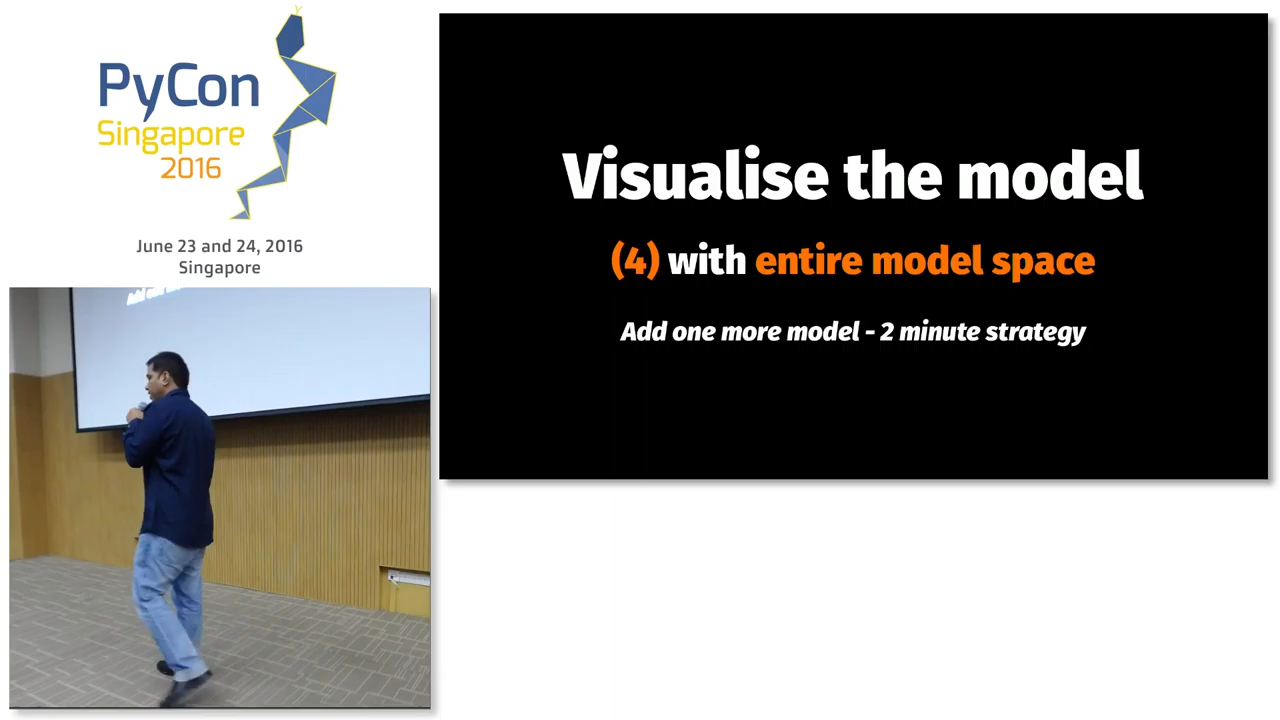 PyCon
Singapore
2016
June 23 and 24, 2016
Singapore
Visualise the model
(4) with entire model space
Add one more model - 2 minute strategy